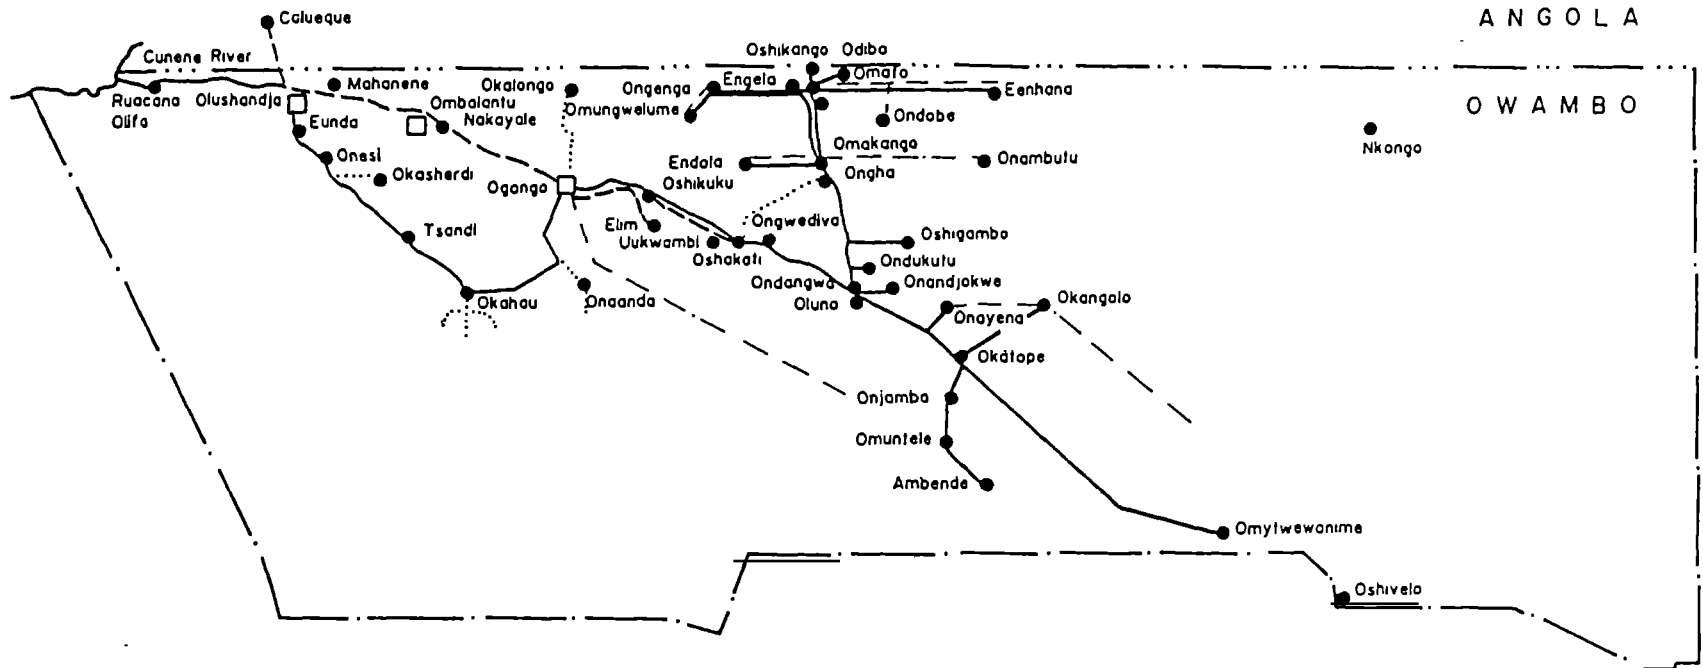 ANGOLA
Calueque
Oshikango Odiba
Cunene River
Mahanene
Okalongo
Ongenga
Engela
Omafo
Eenhana
OWAMBO
Ruacana
Olushandja
Olifa
Ombalantu
Nakayale
Omungwelume
Ondobe
Eunda
Omakango
Nkongo
Onesi
Okasherdi
Endola
Onambutu
Ongha
Ogongo
Oshikuku
Tsandi
Elim
Uukwambi
Ongwediva
Oshigambo
Oshakati
Ondukutu
Okahau
Onaanda
Ondangwa
Onandjokwe
Oluno
Okangolo
Onayena
Okatope
Onjamba
Omuntele
Ambende
Omytwewanime
Oshivelo